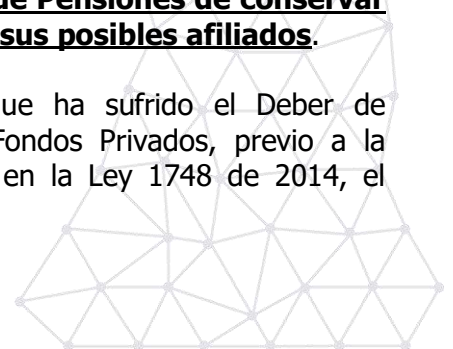 de Pensiones de conservar
sus posibles afiliados.
ue ha sufrido el Deber de
Fondos Privados, previo a la
en la Ley 1748 de 2014, el